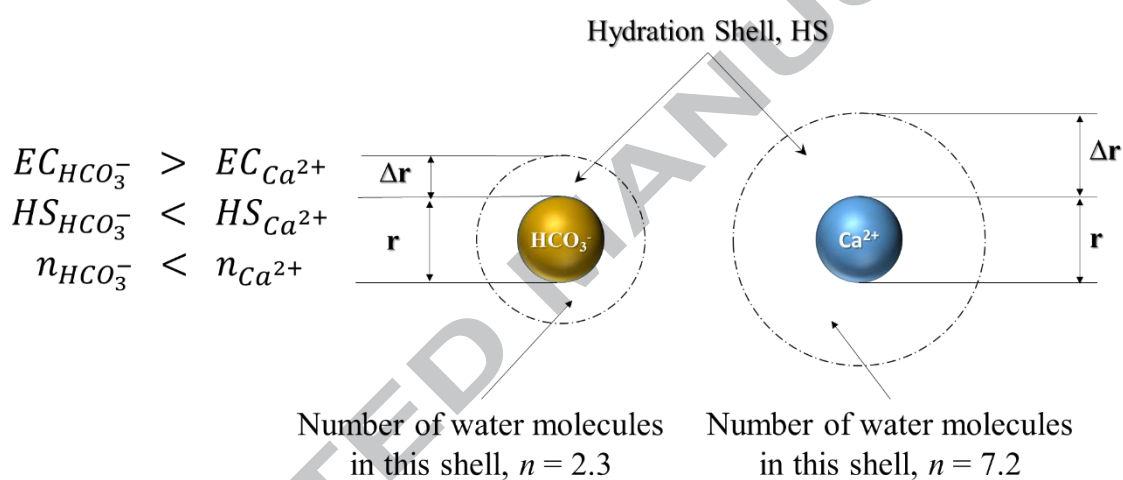 Hydration Shell, HS
EC_{HCO_3^-} > EC_{Ca^{2+}}
HS_{HCO_3^-} < HS_{Ca^{2+}}
n_{HCO_3^-} < n_{Ca^{2+}}
Δr
r
HCO₃⁻
Ca²⁺
Δr
r
Number of water molecules
in this shell, n = 2.3
Number of water molecules
in this shell, n = 7.2
TED MANU